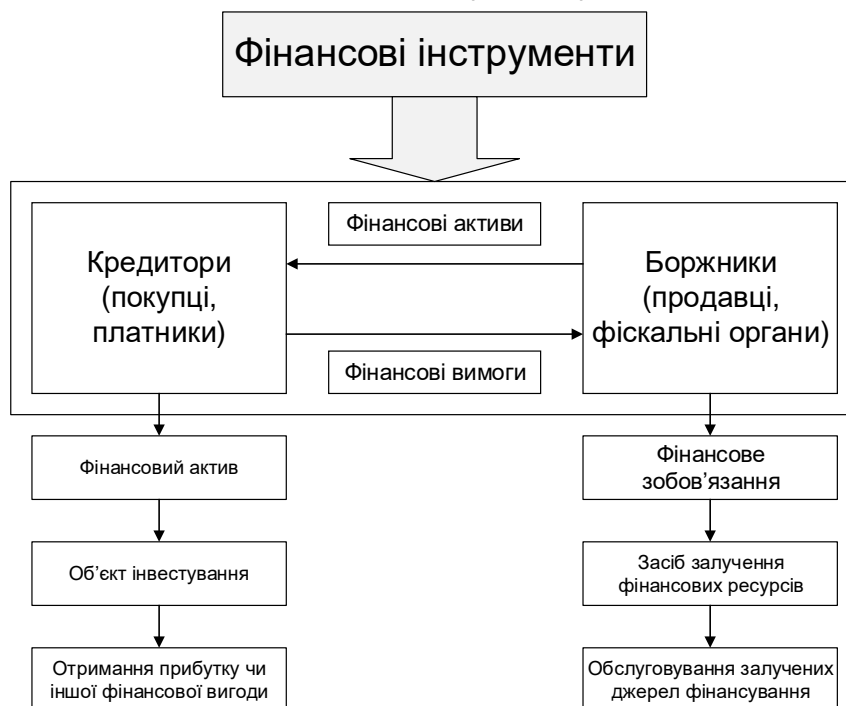 Фінансові інструменти
Фінансові активи
Кредитори
(покупці,
платники)
Боржники
(продавці,
фіскальні органи)
Фінансові вимоги
Фінансовий актив
Фінансове
зобов’язання
Об’єкт інвестування
Засіб залучення
фінансових ресурсів
Отримання прибутку чи
іншої фінансової вигоди
Обслуговування залучених
джерел фінансування